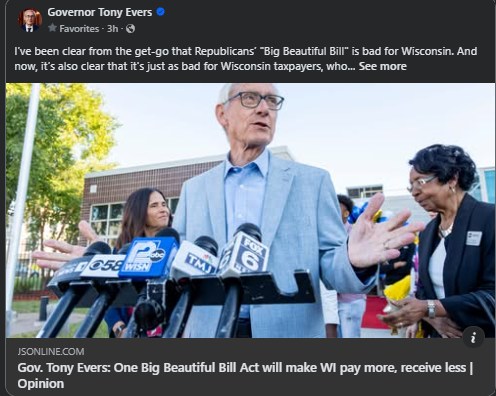 Governor Tony Evers
Favorites · 3h ·
I've been clear from the get-go that Republicans' "Big Beautiful Bill" is bad for Wisconsin. And
now, it's also clear that it's just as bad for Wisconsin taxpayers, who... See more
CBS 58
2 abc
WISN
TMJ
FOX
6
i
JSONLINE.COM
Gov. Tony Evers: One Big Beautiful Bill Act will make WI pay more, receive less |
Opinion